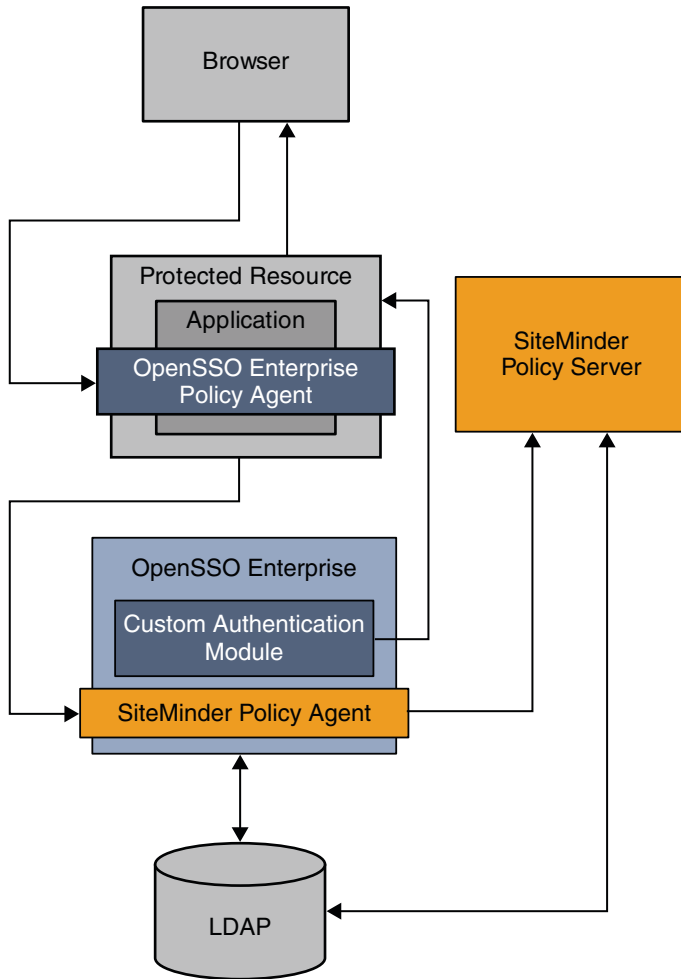 Browser
Protected Resource
Application
OpenSSO Enterprise
Policy Agent
SiteMinder
Policy Server
OpenSSO Enterprise
Custom Authentication
Module
SiteMinder Policy Agent
LDAP